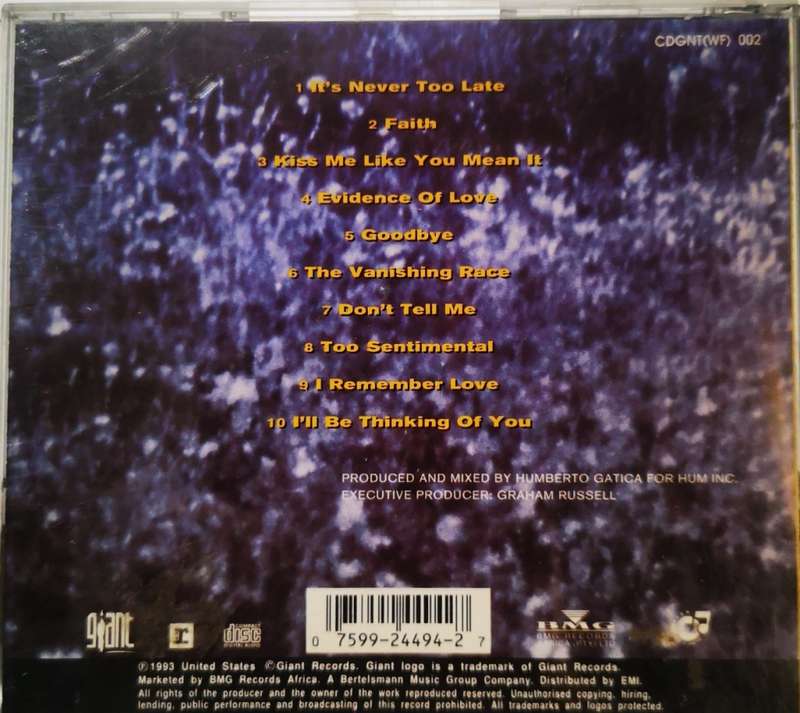 CDGNT(WF) 002
1 It's Never Too Late
2 Faith
3 Kiss Me Like You Mean It
4 Evidence Of Love
5 Goodbye
6 The Vanishing Race
7 Don't Tell Me
8 Too Sentimental
9 I Remember Love
10 I'll Be Thinking Of You
PRODUCED AND MIXED BY HUMBERTO GATICA FOR HUM INC.
EXECUTIVE PRODUCER: GRAHAM RUSSELL
giant
r
COMPACT
disc
DIGITAL AUDIO
0 7599-24494-2 7
BMG
BMG RECORDS
℗1993 United States ©Giant Records. Giant logo is a trademark of Giant Records.
Marketed by BMG Records Africa. A Bertelsmann Music Group Company. Distributed by EMI.
All rights of the producer and the owner of the work reproduced reserved. Unauthorised copying, hiring,
lending, public performance and broadcasting of this record prohibited. All trademarks and logos protected.